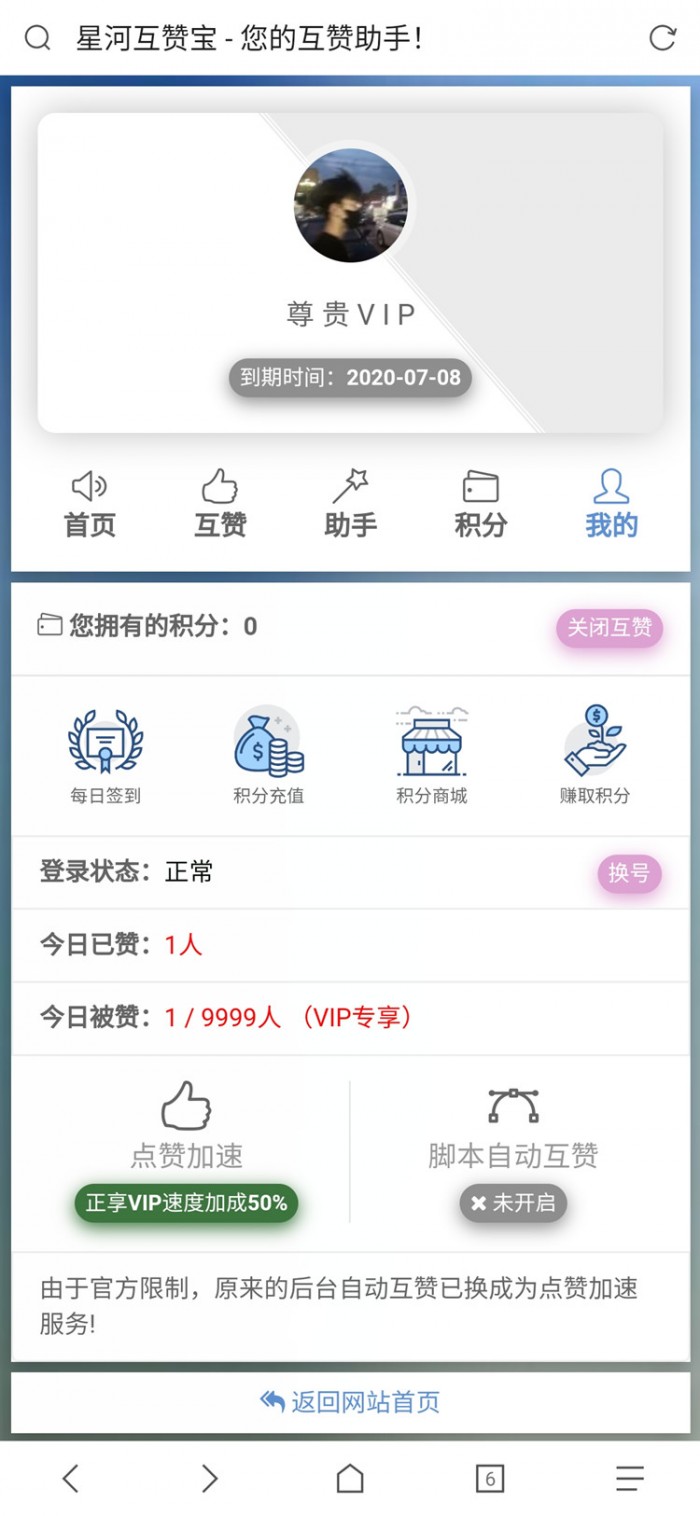 星河互赞宝 - 您的互赞助手！
尊贵VIP
到期时间：2020-07-08
首页 互赞 助手 积分 我的
您拥有的积分：0 关闭互赞
每日签到 积分充值 积分商城 赚取积分
登录状态：正常 换号
今日已赞：1人
今日被赞：1 / 9999人 （VIP专享）
点赞加速 脚本自动互赞
正享VIP速度加成50% 未开启
由于官方限制，原来的后台自动互赞已换成为点赞加速
服务!
返回网站首页
6